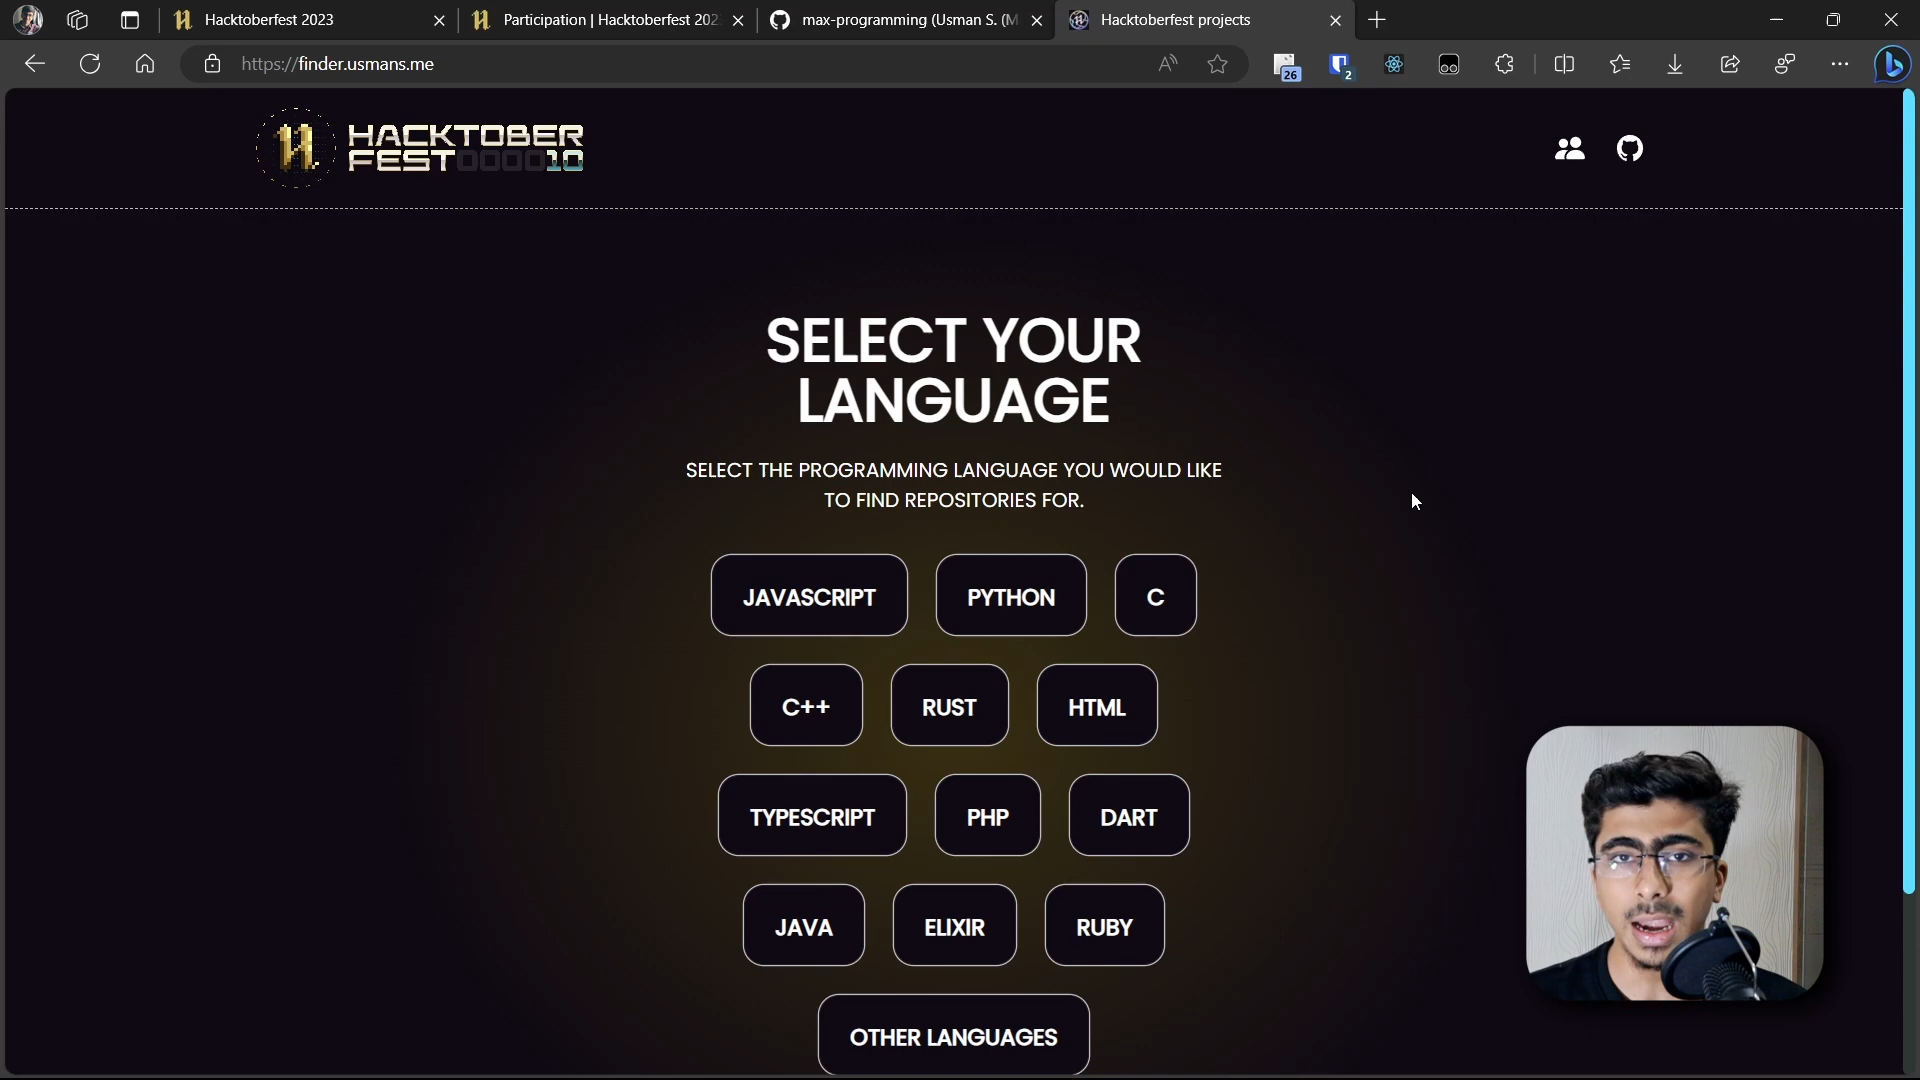 Hacktoberfest 2023
Participation | Hacktoberfest 202
max-programming (Usman S. (M
Hacktoberfest projects
https://finder.usmans.me
26
2
HACKTOBER
FEST000010
SELECT YOUR
LANGUAGE
SELECT THE PROGRAMMING LANGUAGE YOU WOULD LIKE
TO FIND REPOSITORIES FOR.
JAVASCRIPT
PYTHON
C
C++
RUST
HTML
TYPESCRIPT
PHP
DART
JAVA
ELIXIR
RUBY
OTHER LANGUAGES